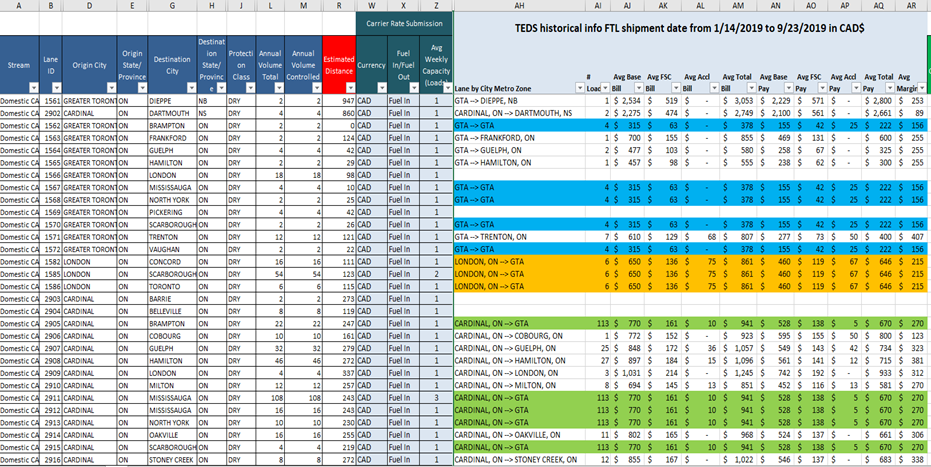 A B D E G H J L M R W X Z AH AI AJ AK AL AM AN AO AP AQ AR
Carrier Rate Submission
TEDS historical info FTL shipment date from 1/14/2019 to 9/23/2019 in CAD$
Stream Lane ID Origin City Origin State/Province Destination City Destination State/Province Protection Class Annual Volume Total Annual Volume Controlled Estimated Distance Currency Fuel In/Fuel Out Avg Weekly Capacity (Loads) Lane by City Metro Zone # Load Avg Base Bill Avg FSC Bill Avg Accl Bill Avg Total Bill Avg Base Pay Avg FSC Pay Avg Accl Pay Avg Total Pay Avg Margin
Domestic CA 1561 GREATER TORONT ON DIEPPE NB DRY 2 2 947 CAD Fuel In 1 GTA --> DIEPPE, NB 1 $ 2,534 $ 519 $ - $ 3,053 $ 2,229 $ 571 $ - $ 2,800 $ 253
Domestic CA 2902 CARDINAL ON DARTMOUTH NS DRY 4 4 860 CAD Fuel In 1 CARDINAL, ON --> DARTMOUTH, NS 2 $ 2,275 $ 474 $ - $ 2,749 $ 2,100 $ 561 $ - $ 2,661 $ 89
Domestic CA 1562 GREATER TORONT ON BRAMPTON ON DRY 2 2 0 CAD Fuel In 1 GTA --> GTA 4 $ 315 $ 63 $ - $ 378 $ 155 $ 42 $ 25 $ 222 $ 156
Domestic CA 1563 GREATER TORONT ON FRANKFORD ON DRY 2 2 124 CAD Fuel In 1 GTA --> FRANKFORD, ON 1 $ 700 $ 155 $ - $ 855 $ 469 $ 131 $ - $ 600 $ 255
Domestic CA 1564 GREATER TORONT ON GUELPH ON DRY 4 4 42 CAD Fuel In 1 GTA --> GUELPH, ON 2 $ 477 $ 103 $ - $ 580 $ 258 $ 67 $ - $ 325 $ 255
Domestic CA 1565 GREATER TORONT ON HAMILTON ON DRY 2 2 29 CAD Fuel In 1 GTA --> HAMILTON, ON 1 $ 457 $ 98 $ - $ 555 $ 238 $ 62 $ - $ 300 $ 255
Domestic CA 1566 GREATER TORONT ON LONDON ON DRY 18 18 98 CAD Fuel In 1
Domestic CA 1567 GREATER TORONT ON MISSISSAUGA ON DRY 4 4 10 CAD Fuel In 1 GTA --> GTA 4 $ 315 $ 63 $ - $ 378 $ 155 $ 42 $ 25 $ 222 $ 156
Domestic CA 1568 GREATER TORONT ON NORTH YORK ON DRY 2 2 25 CAD Fuel In 1 GTA --> GTA 4 $ 315 $ 63 $ - $ 378 $ 155 $ 42 $ 25 $ 222 $ 156
Domestic CA 1569 GREATER TORONT ON PICKERING ON DRY 4 4 42 CAD Fuel In 1
Domestic CA 1570 GREATER TORONT ON SCARBOROUGH ON DRY 2 2 26 CAD Fuel In 1 GTA --> GTA 4 $ 315 $ 63 $ - $ 378 $ 155 $ 42 $ 25 $ 222 $ 156
Domestic CA 1571 GREATER TORONT ON TRENTON ON DRY 12 12 121 CAD Fuel In 1 GTA --> TRENTON, ON 7 $ 610 $ 129 $ 68 $ 807 $ 277 $ 73 $ 50 $ 400 $ 407
Domestic CA 1572 GREATER TORONT ON VAUGHAN ON DRY 2 2 22 CAD Fuel In 1 GTA --> GTA 4 $ 315 $ 63 $ - $ 378 $ 155 $ 42 $ 25 $ 222 $ 156
Domestic CA 1582 LONDON ON CONCORD ON DRY 16 16 111 CAD Fuel In 1 LONDON, ON --> GTA 6 $ 650 $ 136 $ 75 $ 861 $ 460 $ 119 $ 67 $ 646 $ 215
Domestic CA 1585 LONDON ON SCARBOROUGH ON DRY 54 54 123 CAD Fuel In 2 LONDON, ON --> GTA 6 $ 650 $ 136 $ 75 $ 861 $ 460 $ 119 $ 67 $ 646 $ 215
Domestic CA 1586 LONDON ON TORONTO ON DRY 6 6 115 CAD Fuel In 1 LONDON, ON --> GTA 6 $ 650 $ 136 $ 75 $ 861 $ 460 $ 119 $ 67 $ 646 $ 215
Domestic CA 2903 CARDINAL ON BARRIE ON DRY 2 2 273 CAD Fuel In 1
Domestic CA 2904 CARDINAL ON BELLEVILLE ON DRY 8 8 119 CAD Fuel In 1
Domestic CA 2905 CARDINAL ON BRAMPTON ON DRY 22 22 247 CAD Fuel In 1 CARDINAL, ON --> GTA 113 $ 770 $ 161 $ 10 $ 941 $ 528 $ 138 $ 5 $ 670 $ 270
Domestic CA 2906 CARDINAL ON COBOURG ON DRY 10 10 161 CAD Fuel In 1 CARDINAL, ON --> COBOURG, ON 1 $ 772 $ 152 $ - $ 923 $ 595 $ 155 $ 50 $ 800 $ 123
Domestic CA 2907 CARDINAL ON GUELPH ON DRY 32 32 279 CAD Fuel In 1 CARDINAL, ON --> GUELPH, ON 25 $ 848 $ 172 $ 36 $ 1,057 $ 549 $ 143 $ 42 $ 734 $ 323
Domestic CA 2908 CARDINAL ON HAMILTON ON DRY 46 46 272 CAD Fuel In 1 CARDINAL, ON --> HAMILTON, ON 27 $ 897 $ 184 $ 15 $ 1,096 $ 561 $ 141 $ 12 $ 715 $ 381
Domestic CA 2909 CARDINAL ON LONDON ON DRY 4 4 337 CAD Fuel In 1 CARDINAL, ON --> LONDON, ON 3 $ 1,031 $ 214 $ - $ 1,245 $ 742 $ 192 $ - $ 933 $ 312
Domestic CA 2910 CARDINAL ON MILTON ON DRY 12 12 257 CAD Fuel In 1 CARDINAL, ON --> MILTON, ON 8 $ 694 $ 145 $ 13 $ 851 $ 452 $ 116 $ 13 $ 581 $ 270
Domestic CA 2911 CARDINAL ON MISSISSAUGA ON DRY 108 108 243 CAD Fuel In 3 CARDINAL, ON --> GTA 113 $ 770 $ 161 $ 10 $ 941 $ 528 $ 138 $ 5 $ 670 $ 270
Domestic CA 2912 CARDINAL ON MISSISSAUGA ON DRY 16 16 243 CAD Fuel In 1 CARDINAL, ON --> GTA 113 $ 770 $ 161 $ 10 $ 941 $ 528 $ 138 $ 5 $ 670 $ 270
Domestic CA 2913 CARDINAL ON NORTH YORK ON DRY 10 10 230 CAD Fuel In 1 CARDINAL, ON --> GTA 113 $ 770 $ 161 $ 10 $ 941 $ 528 $ 138 $ 5 $ 670 $ 270
Domestic CA 2914 CARDINAL ON OAKVILLE ON DRY 16 16 255 CAD Fuel In 1 CARDINAL, ON --> OAKVILLE, ON 11 $ 802 $ 165 $ - $ 968 $ 524 $ 137 $ - $ 661 $ 306
Domestic CA 2915 CARDINAL ON SCARBOROUGH ON DRY 4 4 219 CAD Fuel In 1 CARDINAL, ON --> GTA 113 $ 770 $ 161 $ 10 $ 941 $ 528 $ 138 $ 5 $ 670 $ 270
Domestic CA 2916 CARDINAL ON STONEY CREEK ON DRY 8 8 272 CAD Fuel In 1 CARDINAL, ON --> STONEY CREEK, ON 12 $ 855 $ 167 $ - $ 1,022 $ 546 $ 137 $ - $ 683 $ 338